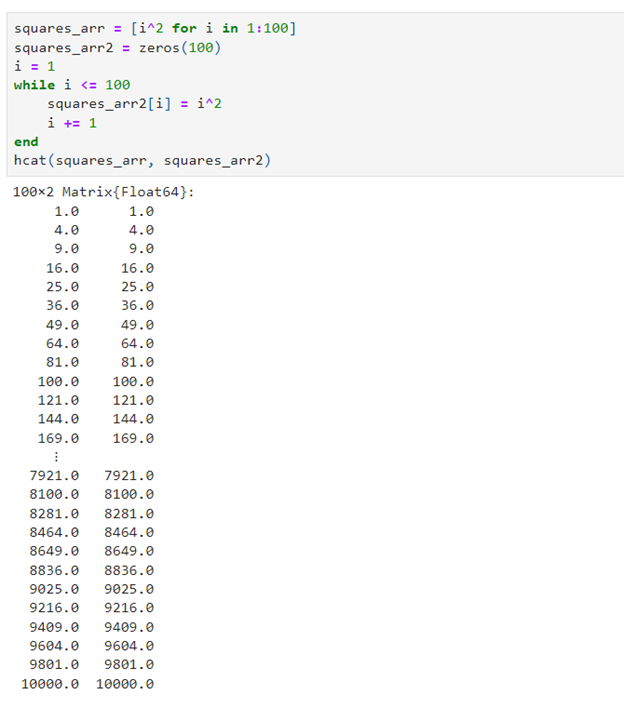 squares_arr = [i^2 for i in 1:100]
squares_arr2 = zeros(100)
i = 1
while i <= 100
    squares_arr2[i] = i^2
    i += 1
end
hcat(squares_arr, squares_arr2)
100×2 Matrix{Float64}:
     1.0      1.0
     4.0      4.0
     9.0      9.0
    16.0     16.0
    25.0     25.0
    36.0     36.0
    49.0     49.0
    64.0     64.0
    81.0     81.0
   100.0    100.0
   121.0    121.0
   144.0    144.0
   169.0    169.0
     ⋮
  7921.0   7921.0
  8100.0   8100.0
  8281.0   8281.0
  8464.0   8464.0
  8649.0   8649.0
  8836.0   8836.0
  9025.0   9025.0
  9216.0   9216.0
  9409.0   9409.0
  9604.0   9604.0
  9801.0   9801.0
 10000.0  10000.0